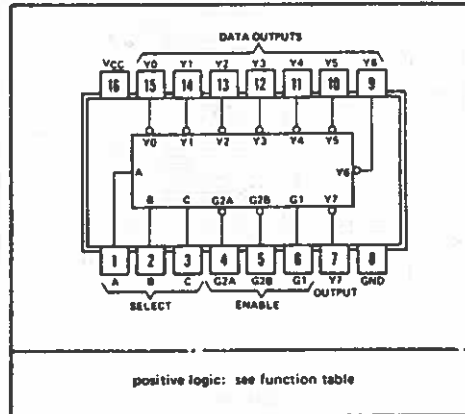 DATA OUTPUTS
VCC Y0 Y1 Y2 Y3 Y4 Y5 Y6
16 15 14 13 12 11 10 9
Y0 Y1 Y2 Y3 Y4 Y5
A Y6
B C G2A G2B G1 Y7
1 2 3 4 5 6 7 8
A B C G2A G2B G1 Y7 GND
SELECT ENABLE OUTPUT
positive logic: see function table